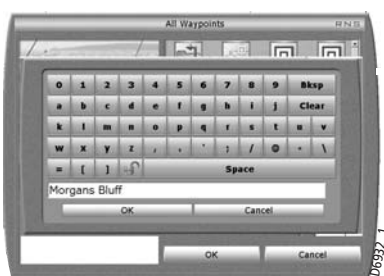 All Waypoints RNS
0 1 2 3 4 5 6 7 8 9 Bksp
a b c d e f g h i j Clear
k l m n o p q r s t u v
w x y z , . ' ; / @ - \
= [ ] Space
Morgans Bluff
OK Cancel
OK Cancel
D6932_1